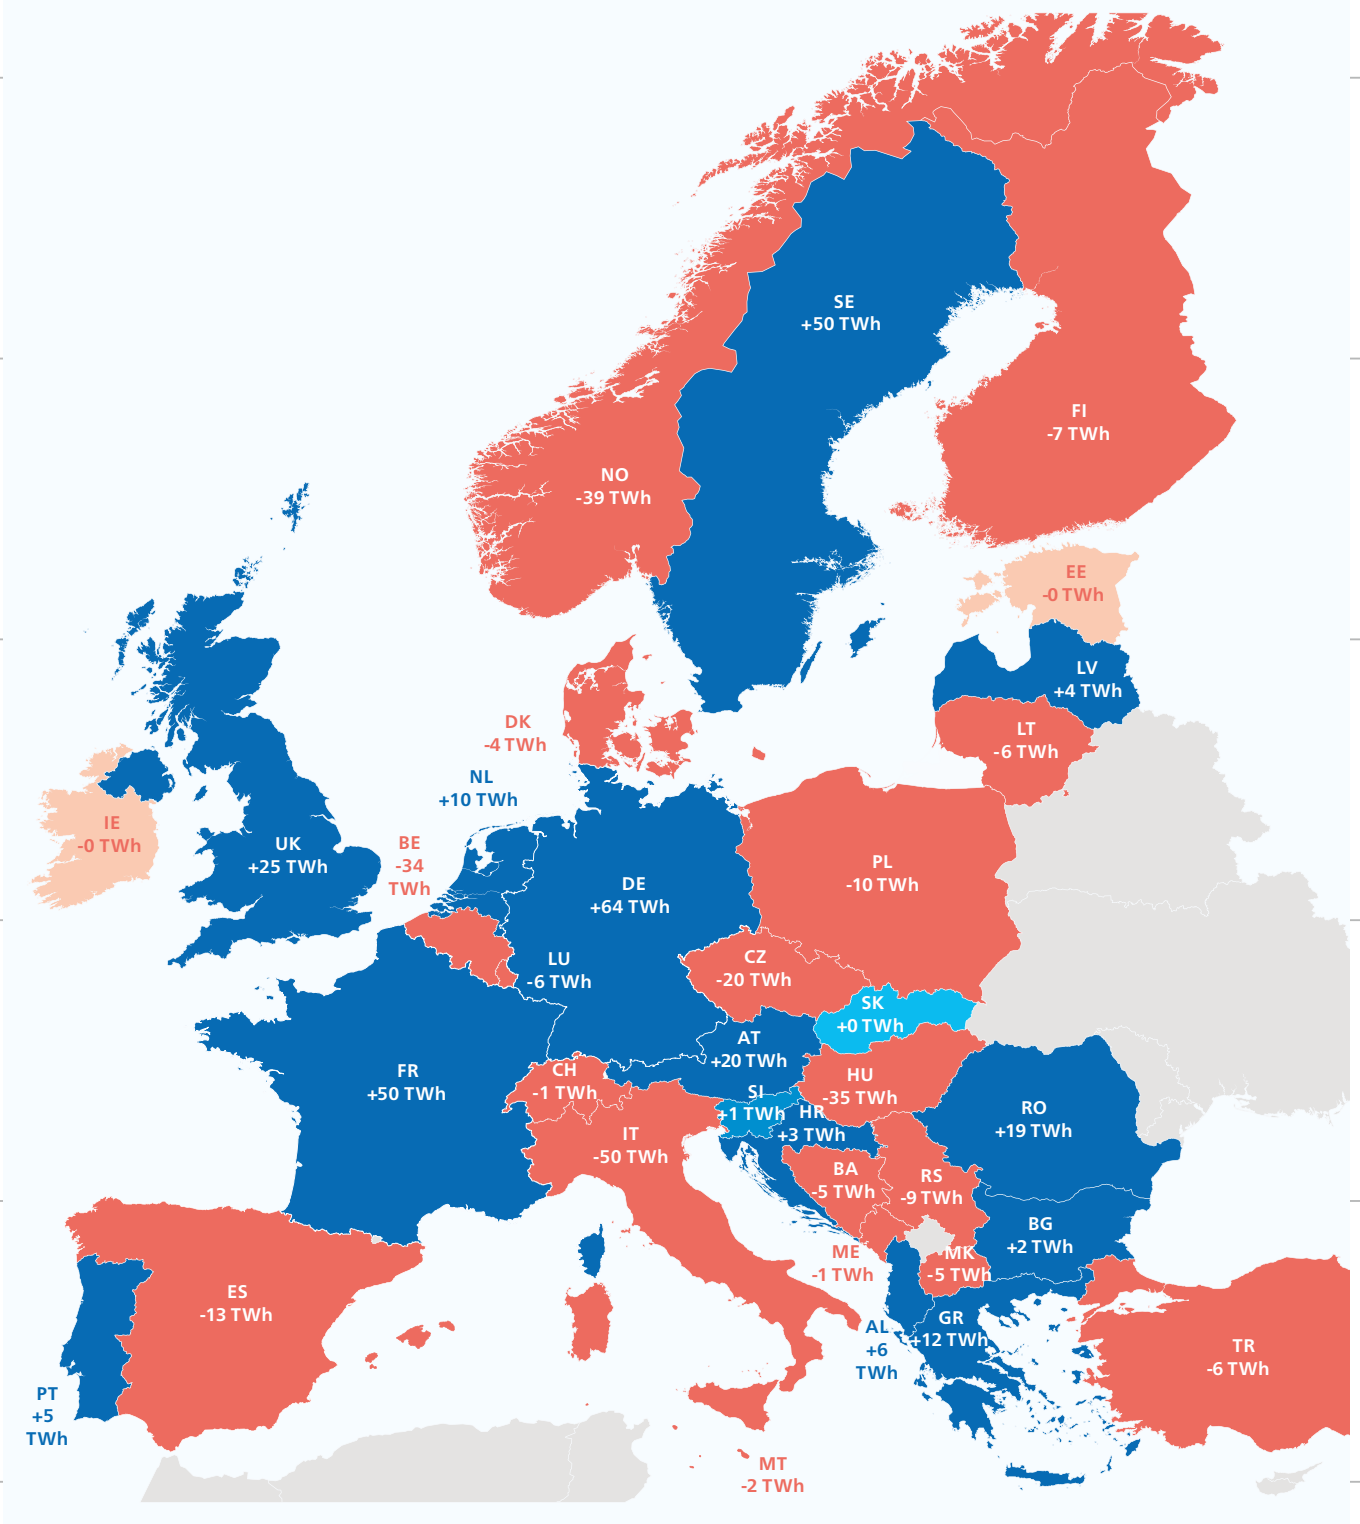 SE
+50 TWh
FI
-7 TWh
NO
-39 TWh
EE
-0 TWh
LV
+4 TWh
DK
-4 TWh
LT
-6 TWh
NL
+10 TWh
IE
-0 TWh
UK
+25 TWh
BE
-34
TWh
PL
-10 TWh
DE
+64 TWh
LU
-6 TWh
CZ
-20 TWh
SK
+0 TWh
AT
+20 TWh
FR
+50 TWh
CH
-1 TWh
HU
-35 TWh
SI
+1 TWh
HR
+3 TWh
RO
+19 TWh
IT
-50 TWh
BA
-5 TWh
RS
-9 TWh
BG
+2 TWh
ME
-1 TWh
MK
-5 TWh
ES
-13 TWh
AL
+6
TWh
GR
+12 TWh
TR
-6 TWh
PT
+5
TWh
MT
-2 TWh